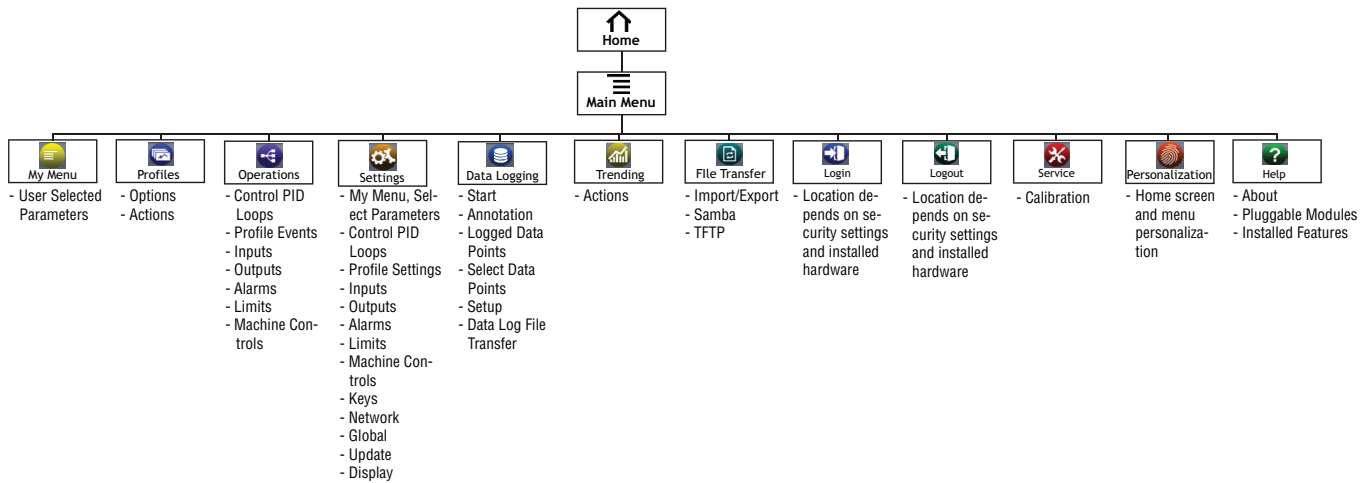 Home
Main Menu
My Menu
- User Selected
Parameters
Profiles
- Options
- Actions
Operations
- Control PID
Loops
- Profile Events
- Inputs
- Outputs
- Alarms
- Limits
- Machine Con-
trols
Settings
- My Menu, Sel-
ect Parameters
- Control PID
Loops
- Profile Settings
- Inputs
- Outputs
- Alarms
- Limits
- Machine Con-
trols
- Keys
- Network
- Global
- Update
- Display
Data Logging
- Start
- Annotation
- Logged Data
Points
- Select Data
Points
- Setup
- Data Log File
Transfer
Trending
- Actions
FIle Transfer
- Import/Export
- Samba
- TFTP
Login
- Location de-
pends on se-
curity settings
and installed
hardware
Logout
- Location de-
pends on se-
curity settings
and installed
hardware
Service
- Calibration
Personalization
- Home screen
and menu
personaliza-
tion
Help
- About
- Pluggable Modules
- Installed Features